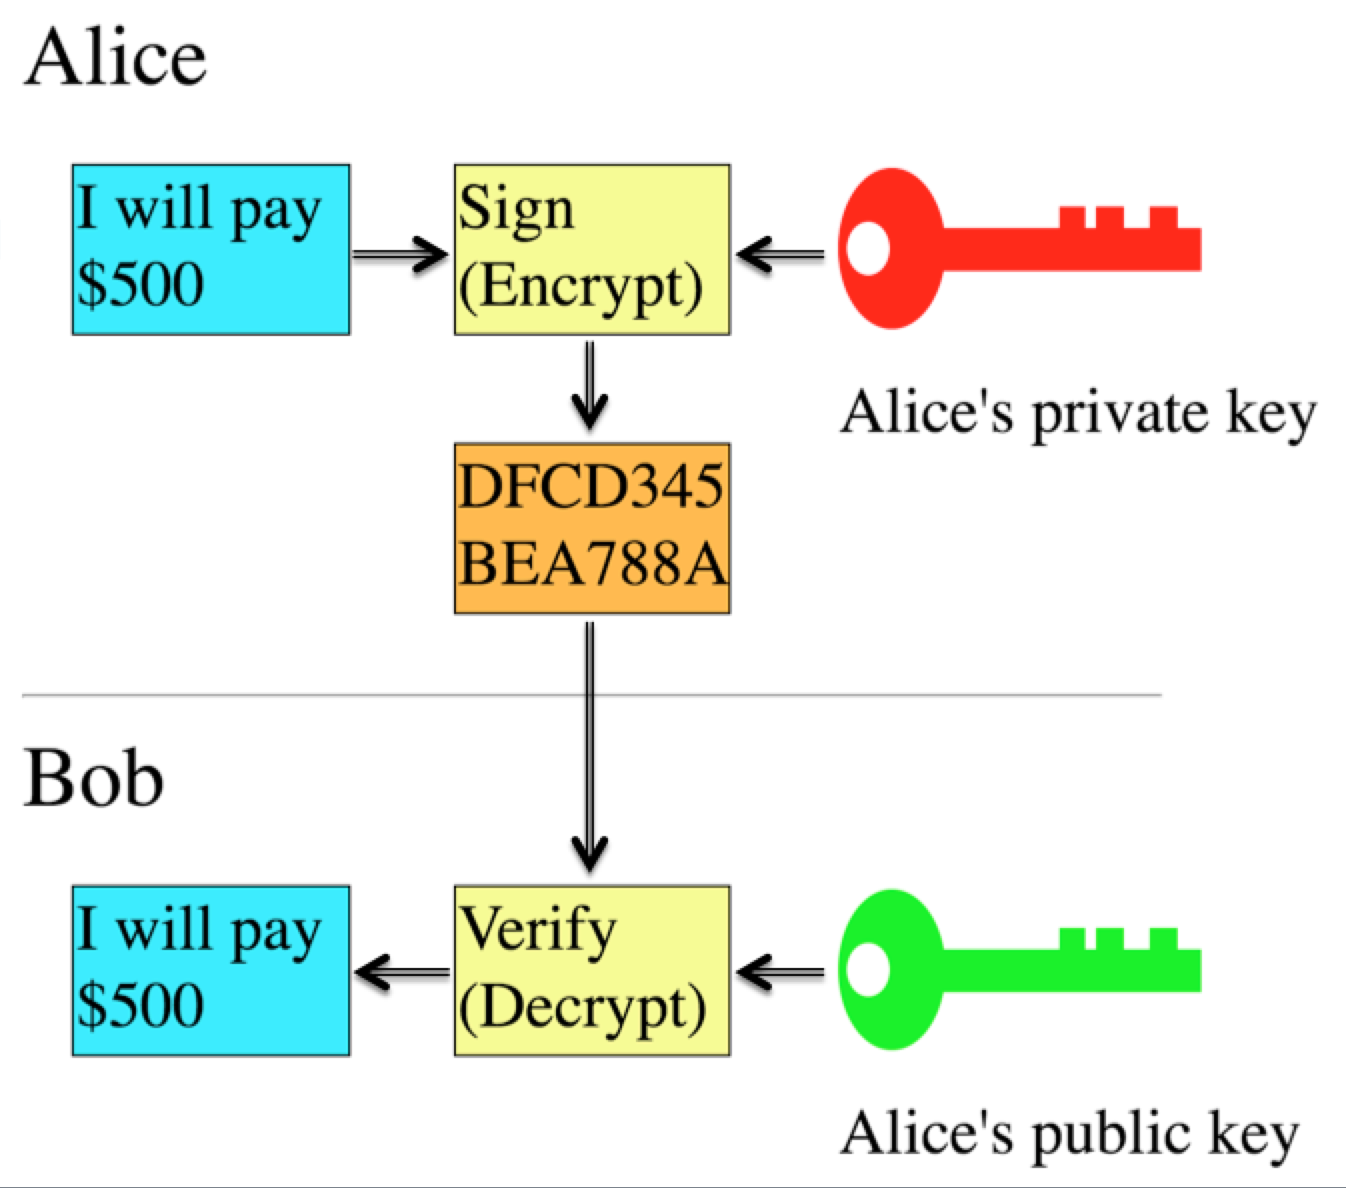 Alice
I will pay
$500
Sign
(Encrypt)
Alice's private key
DFCD345
BEA788A
Bob
I will pay
$500
Verify
(Decrypt)
Alice's public key